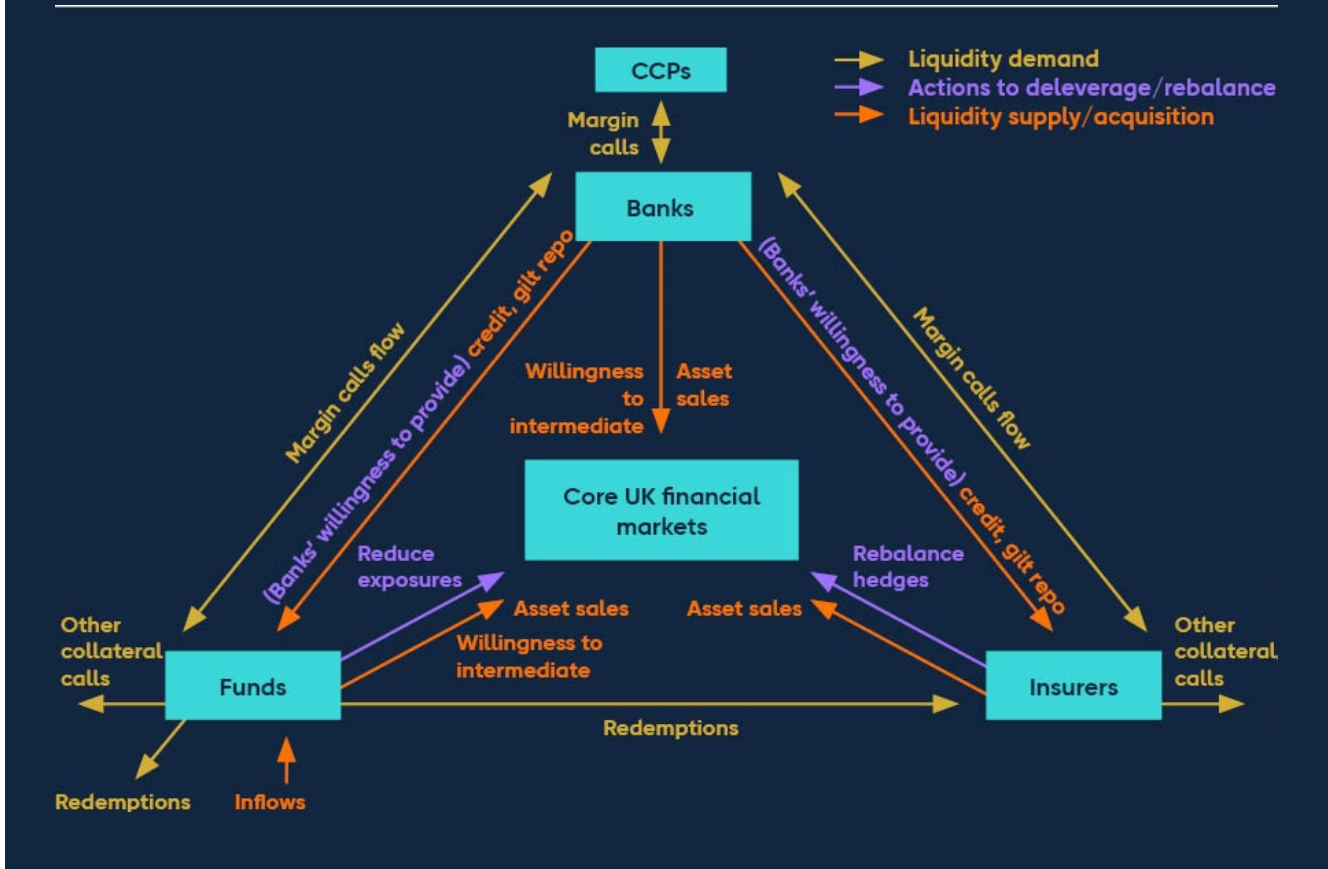 CCPs
Liquidity demand
Actions to deleverage/rebalance
Liquidity supply/acquisition
Margin
calls
Banks
Margin calls flow
(Banks' willingness to provide) credit, gilt repo
Willingness
to
intermediate
Asset
sales
(Banks' willingness to provide) credit, gilt repo
Margin calls flow
Core UK financial
markets
Reduce
exposures
Rebalance
hedges
Asset sales
Willingness to
intermediate
Asset sales
Other
collateral
calls
Funds
Insurers
Other
collateral
calls
Redemptions
Redemptions
Inflows